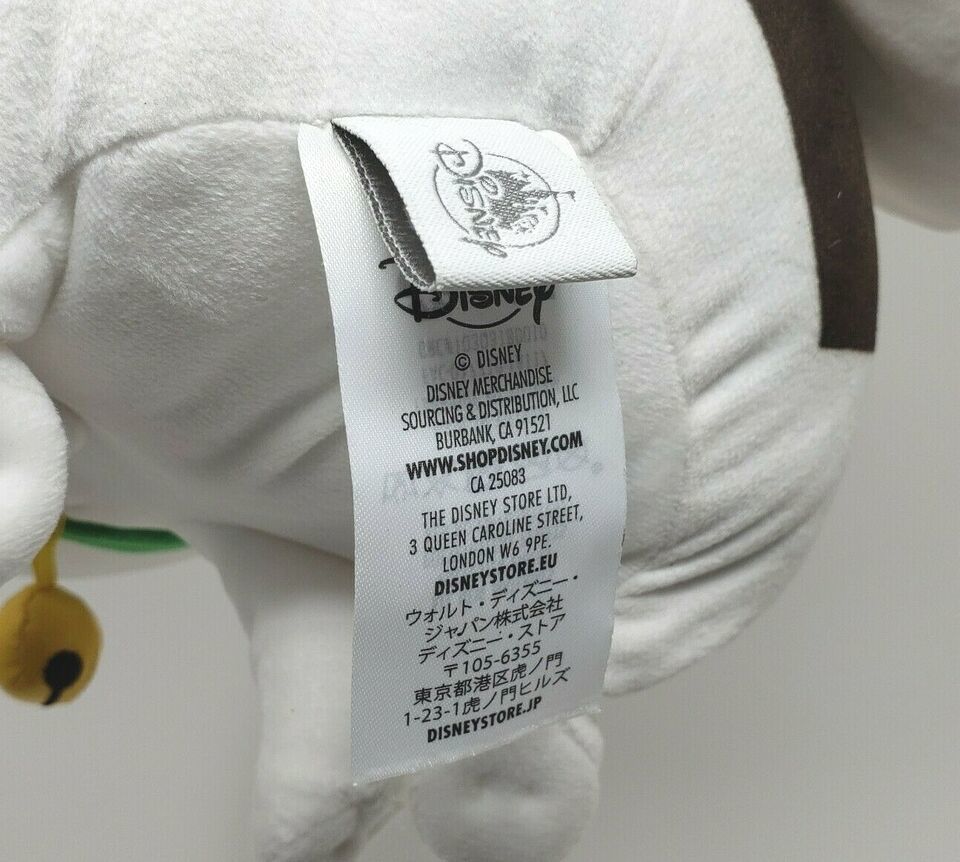 Disney
Disney
© DISNEY
DISNEY MERCHANDISE
SOURCING & DISTRIBUTION, LLC
BURBANK, CA 91521
WWW.SHOPDISNEY.COM
CA 25083
THE DISNEY STORE LTD,
3 QUEEN CAROLINE STREET,
LONDON W6 9PE.
DISNEYSTORE.EU
ウォルト・ディズニー・
ジャパン株式会社
ディズニー・ストア
〒105-6355
東京都港区虎ノ門
1-23-1虎ノ門ヒルズ
DISNEYSTORE.JP